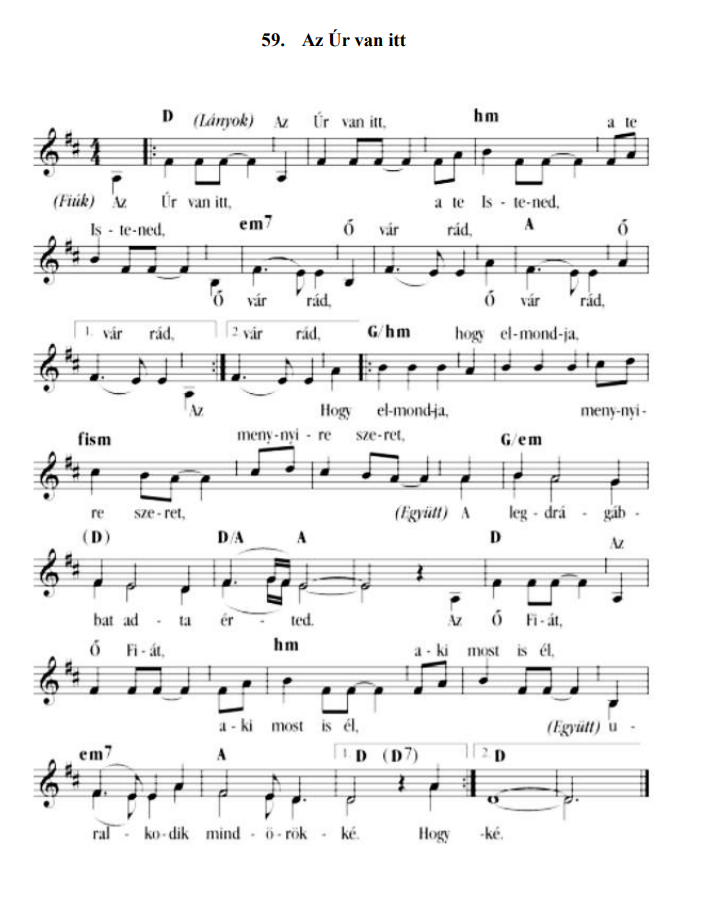 59. Az Úr van itt
D (Lányok) Az Úr van itt, hm a te
(Fiúk) Az Úr van itt, a te Is - te-ned,
Is - te-ned, em7 Ő vár rád, A Ő
Ő vár rád, Ő vár rád,
1. vár rád, 2. vár rád, G/hm hogy el-mond-ja,
Az Hogy el-mond-ja, meny-nyi-
fism meny-nyi - re sze-ret, G/em
re sze-ret, (Együtt) A leg - drá - gáb -
(D) D/A A D Az
bat ad - ta ér - ted. Az Ő Fi-át,
Ő Fi-át, hm a - ki most is él,
a - ki most is él, (Együtt) u -
em7 A 1. D (D7) 2. D
ral - ko-dik mind - ö-rök - ké. Hogy -ké.